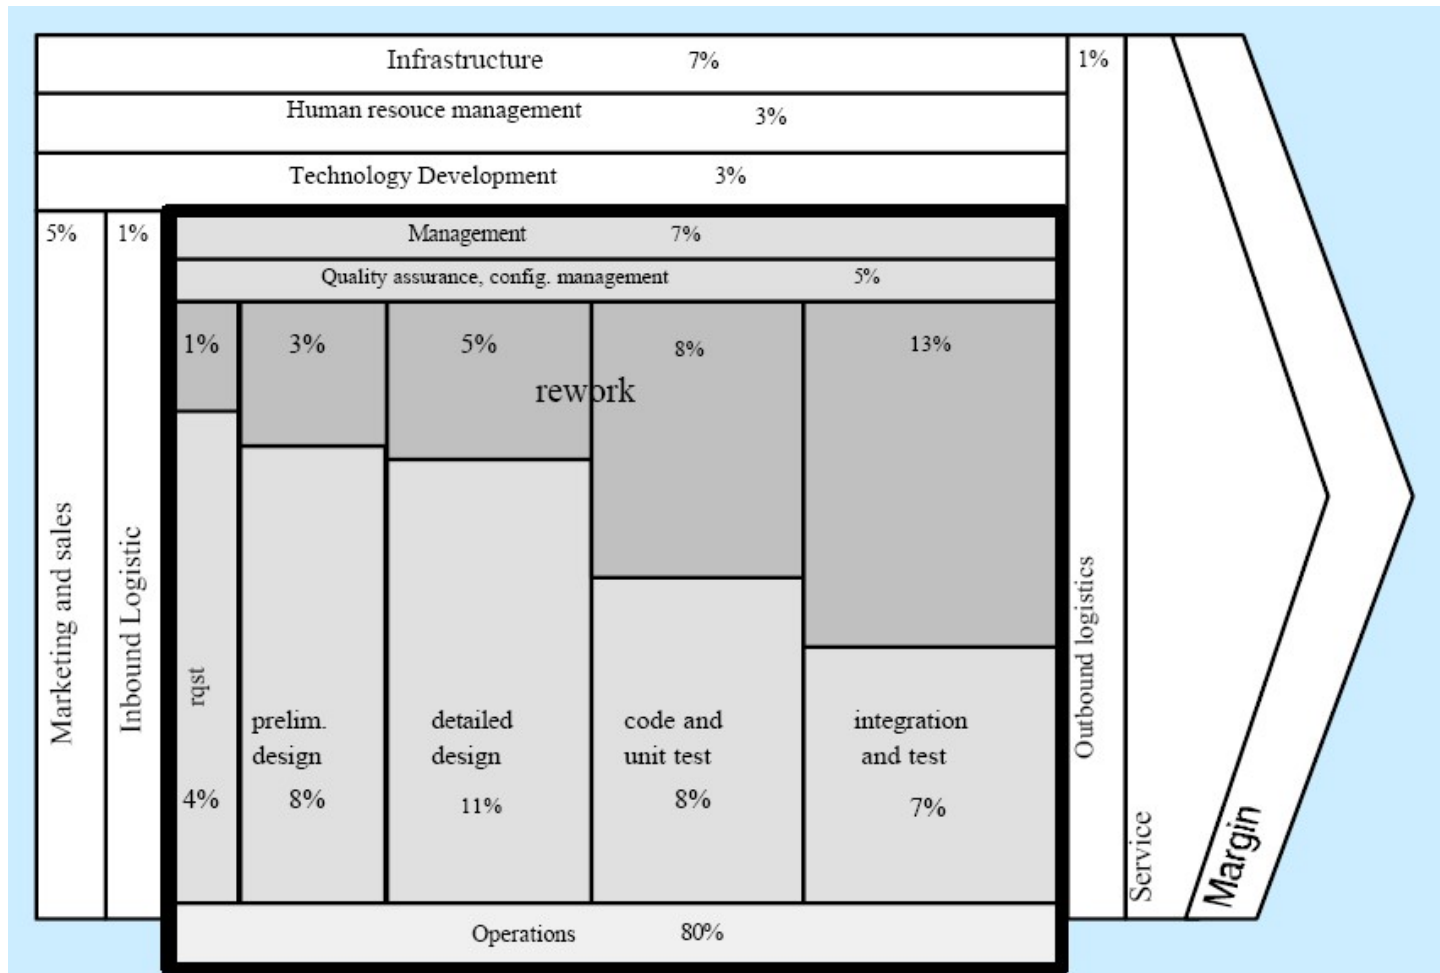 Infrastructure 7%
1%
Human resouce management 3%
Technology Development 3%
5%
1%
Management 7%
Quality assurance, config. management 5%
1%
3%
5%
8%
13%
rework
Marketing and sales
Inbound Logistic
rqst
4%
prelim.
design
8%
detailed
design
11%
code and
unit test
8%
integration
and test
7%
Outbound logistics
Service
Margin
Operations 80%